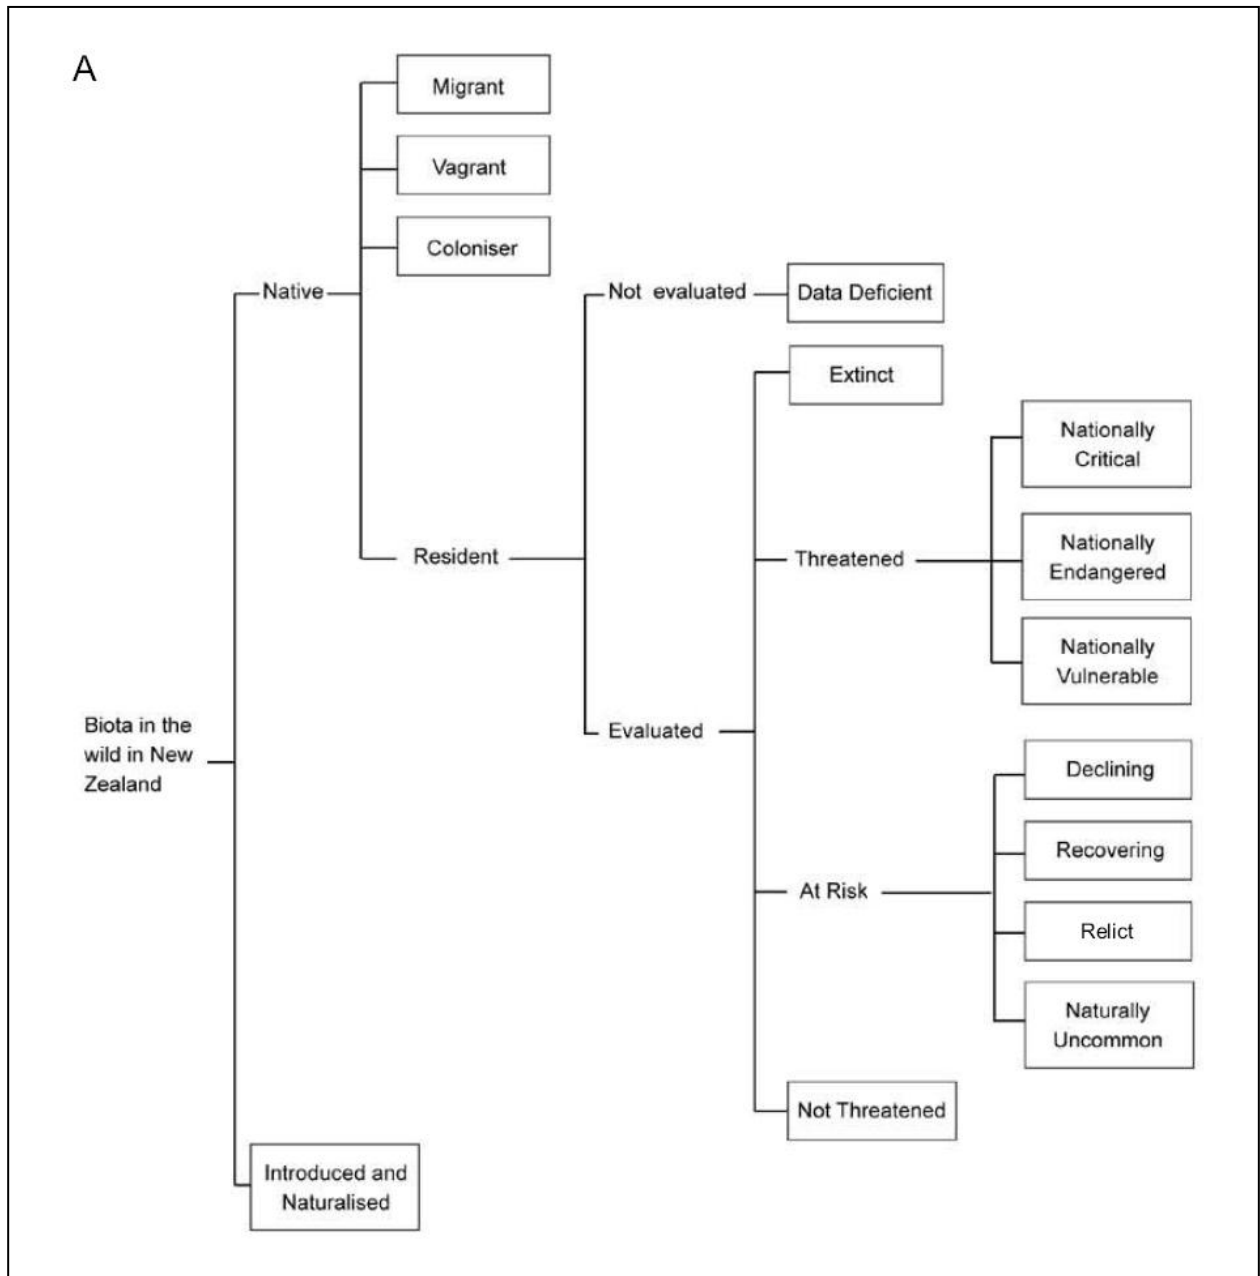 A
Migrant
Vagrant
Coloniser
Native
Not evaluated
Data Deficient
Extinct
Nationally
Critical
Nationally
Endangered
Resident
Threatened
Nationally
Vulnerable
Biota in the
wild in New
Zealand
Evaluated
Declining
Recovering
At Risk
Relict
Naturally
Uncommon
Not Threatened
Introduced and
Naturalised